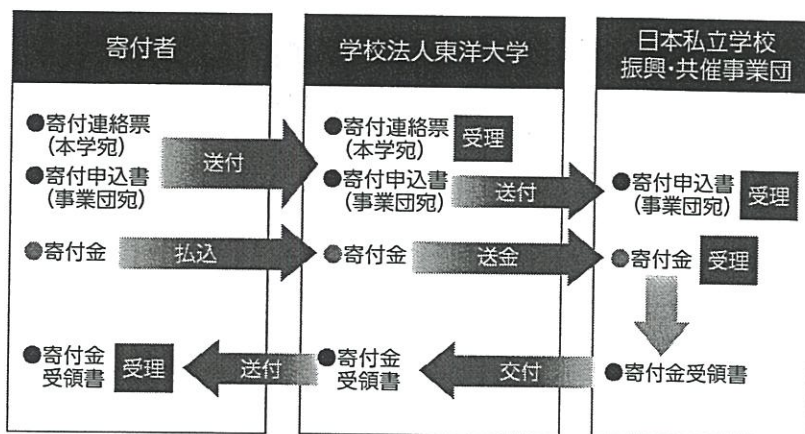 寄付者
学校法人東洋大学
日本私立学校
振興・共催事業団
●寄付連絡票
(本学宛)
●寄付申込書
(事業団宛)
送付
●寄付連絡票
(本学宛)
受理
●寄付申込書
(事業団宛)
送付
●寄付申込書
(事業団宛)
受理
●寄付金
払込
●寄付金
送金
●寄付金
受理
●寄付金
受領書
受理
送付
●寄付金
受領書
交付
●寄付金受領書